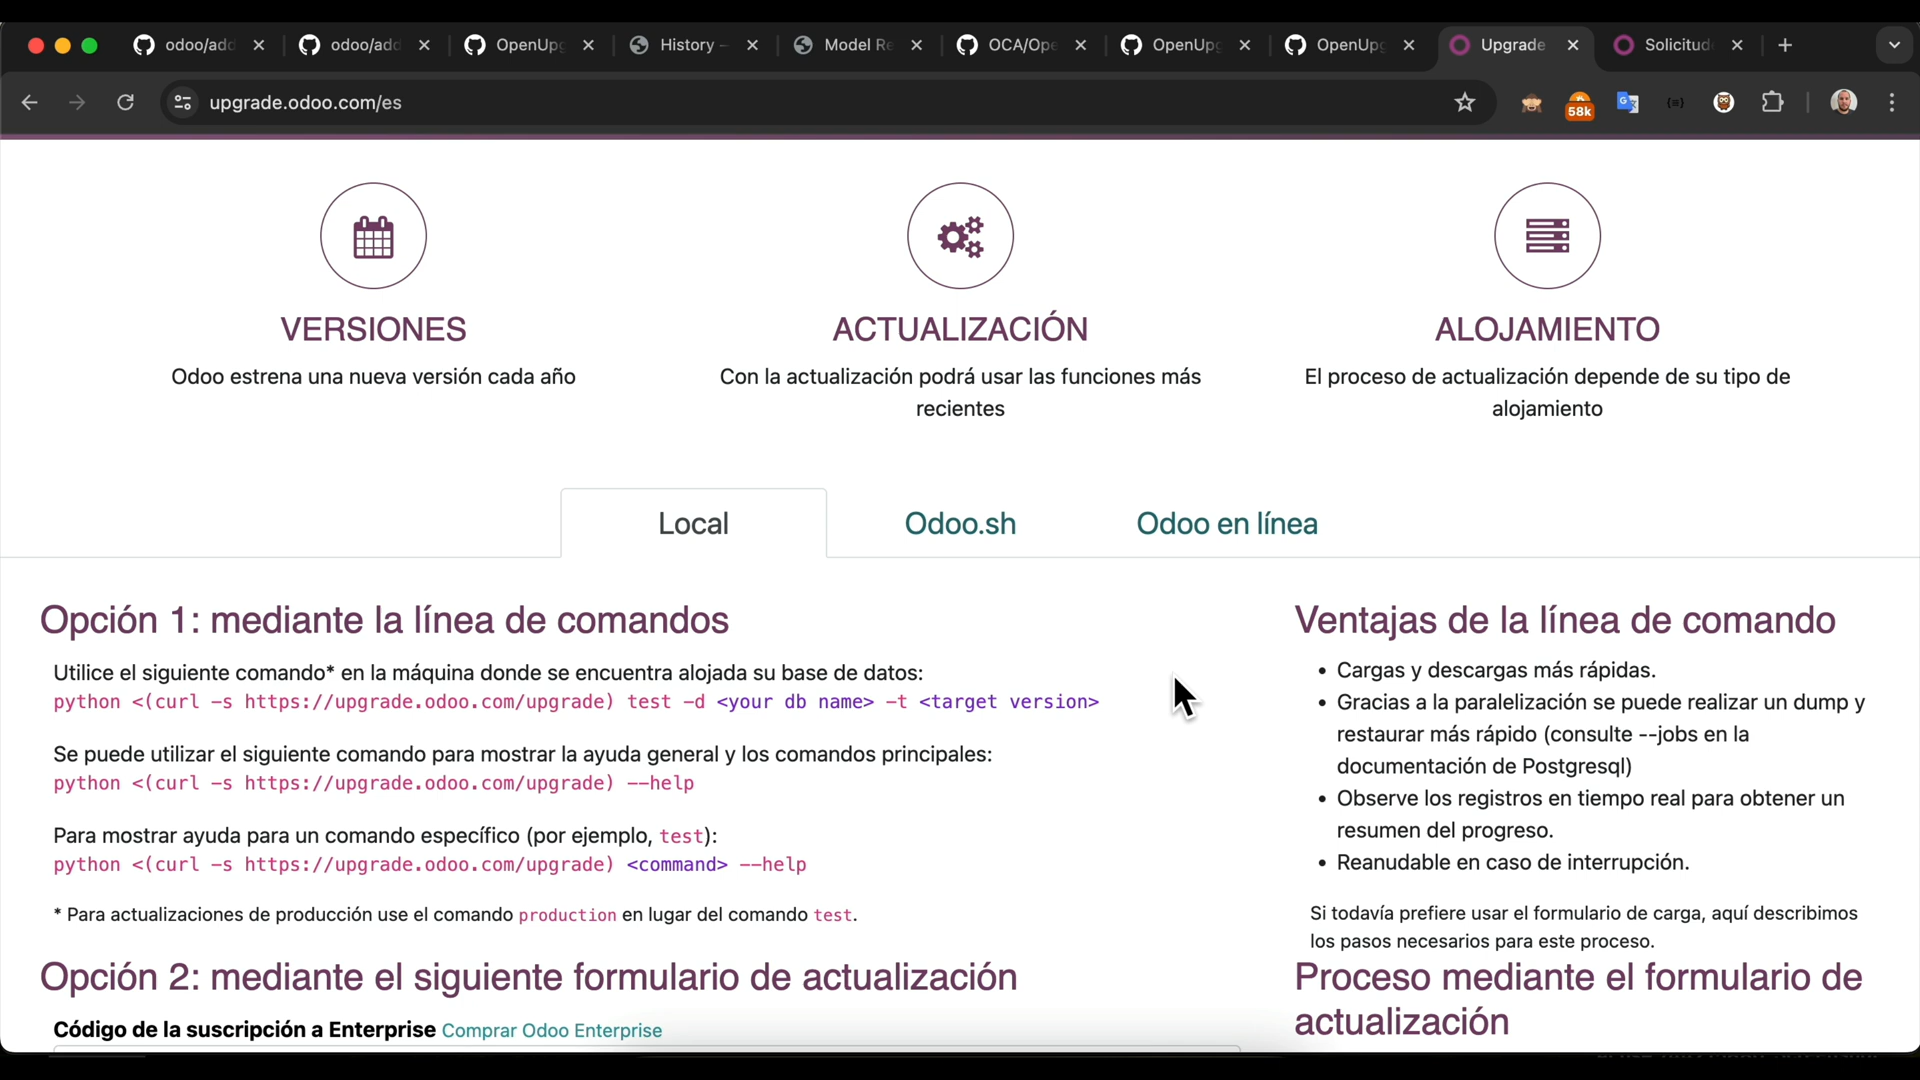 odoo/add
odoo/add
OpenUpg
History –
Model Re
OCA/Ope
OpenUpg
OpenUpg
Upgrade
Solicitud
upgrade.odoo.com/es
58k
VERSIONES
ACTUALIZACIÓN
ALOJAMIENTO
Odoo estrena una nueva versión cada año
Con la actualización podrá usar las funciones más
recientes
El proceso de actualización depende de su tipo de
alojamiento
Local
Odoo.sh
Odoo en línea
Opción 1: mediante la línea de comandos
Utilice el siguiente comando* en la máquina donde se encuentra alojada su base de datos:
python <(curl -s https://upgrade.odoo.com/upgrade) test -d <your db name> -t <target version>
Se puede utilizar el siguiente comando para mostrar la ayuda general y los comandos principales:
python <(curl -s https://upgrade.odoo.com/upgrade) --help
Para mostrar ayuda para un comando específico (por ejemplo, test):
python <(curl -s https://upgrade.odoo.com/upgrade) <command> --help
* Para actualizaciones de producción use el comando production en lugar del comando test.
Opción 2: mediante el siguiente formulario de actualización
Código de la suscripción a Enterprise Comprar Odoo Enterprise
Ventajas de la línea de comando
• Cargas y descargas más rápidas.
• Gracias a la paralelización se puede realizar un dump y
restaurar más rápido (consulte --jobs en la
documentación de Postgresql)
• Observe los registros en tiempo real para obtener un
resumen del progreso.
• Reanudable en caso de interrupción.
Si todavía prefiere usar el formulario de carga, aquí describimos
los pasos necesarios para este proceso.
Proceso mediante el formulario de
actualización